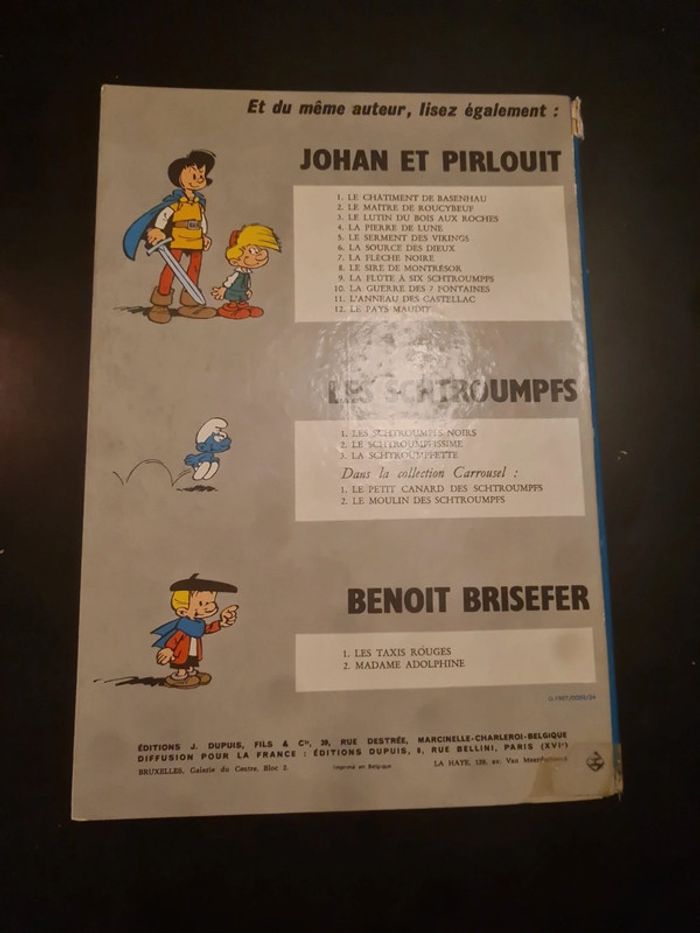 Et du même auteur, lisez également :
JOHAN ET PIRLOUIT
1. LE CHÂTIMENT DE BASENHAU
2. LE MAÎTRE DE ROUCYBEUF
3. LE LUTIN DU BOIS AUX ROCHES
4. LA PIERRE DE LUNE
5. LE SERMENT DES VIKINGS
6. LA SOURCE DES DIEUX
7. LA FLÈCHE NOIRE
8. LE SIRE DE MONTRÉSOR
9. LA FLÛTE A SIX SCHTROUMPFS
10. LA GUERRE DES 7 FONTAINES
11. L'ANNEAU DES CASTELLAC
12. LE PAYS MAUDIT
LES SCHTROUMPFS
1. LES SCHTROUMPFS NOIRS
2. LE SCHTROUMPFISSIME
3. LA SCHTROUMPFETTE
Dans la collection Carrousel :
1. LE PETIT CANARD DES SCHTROUMPFS
2. LE MOULIN DES SCHTROUMPFS
BENOIT BRISEFER
1. LES TAXIS ROUGES
2. MADAME ADOLPHINE
ÉDITIONS J. DUPUIS, FILS & Cie, 39, RUE DESTRÉE, MARCINELLE-CHARLEROI-BELGIQUE
DIFFUSION POUR LA FRANCE : ÉDITIONS DUPUIS, 8, RUE BELLINI, PARIS (XVIe)
BRUXELLES, Galerie du Centre, Bloc 2. Imprimé en Belgique LA HAYE, 139, av. Van